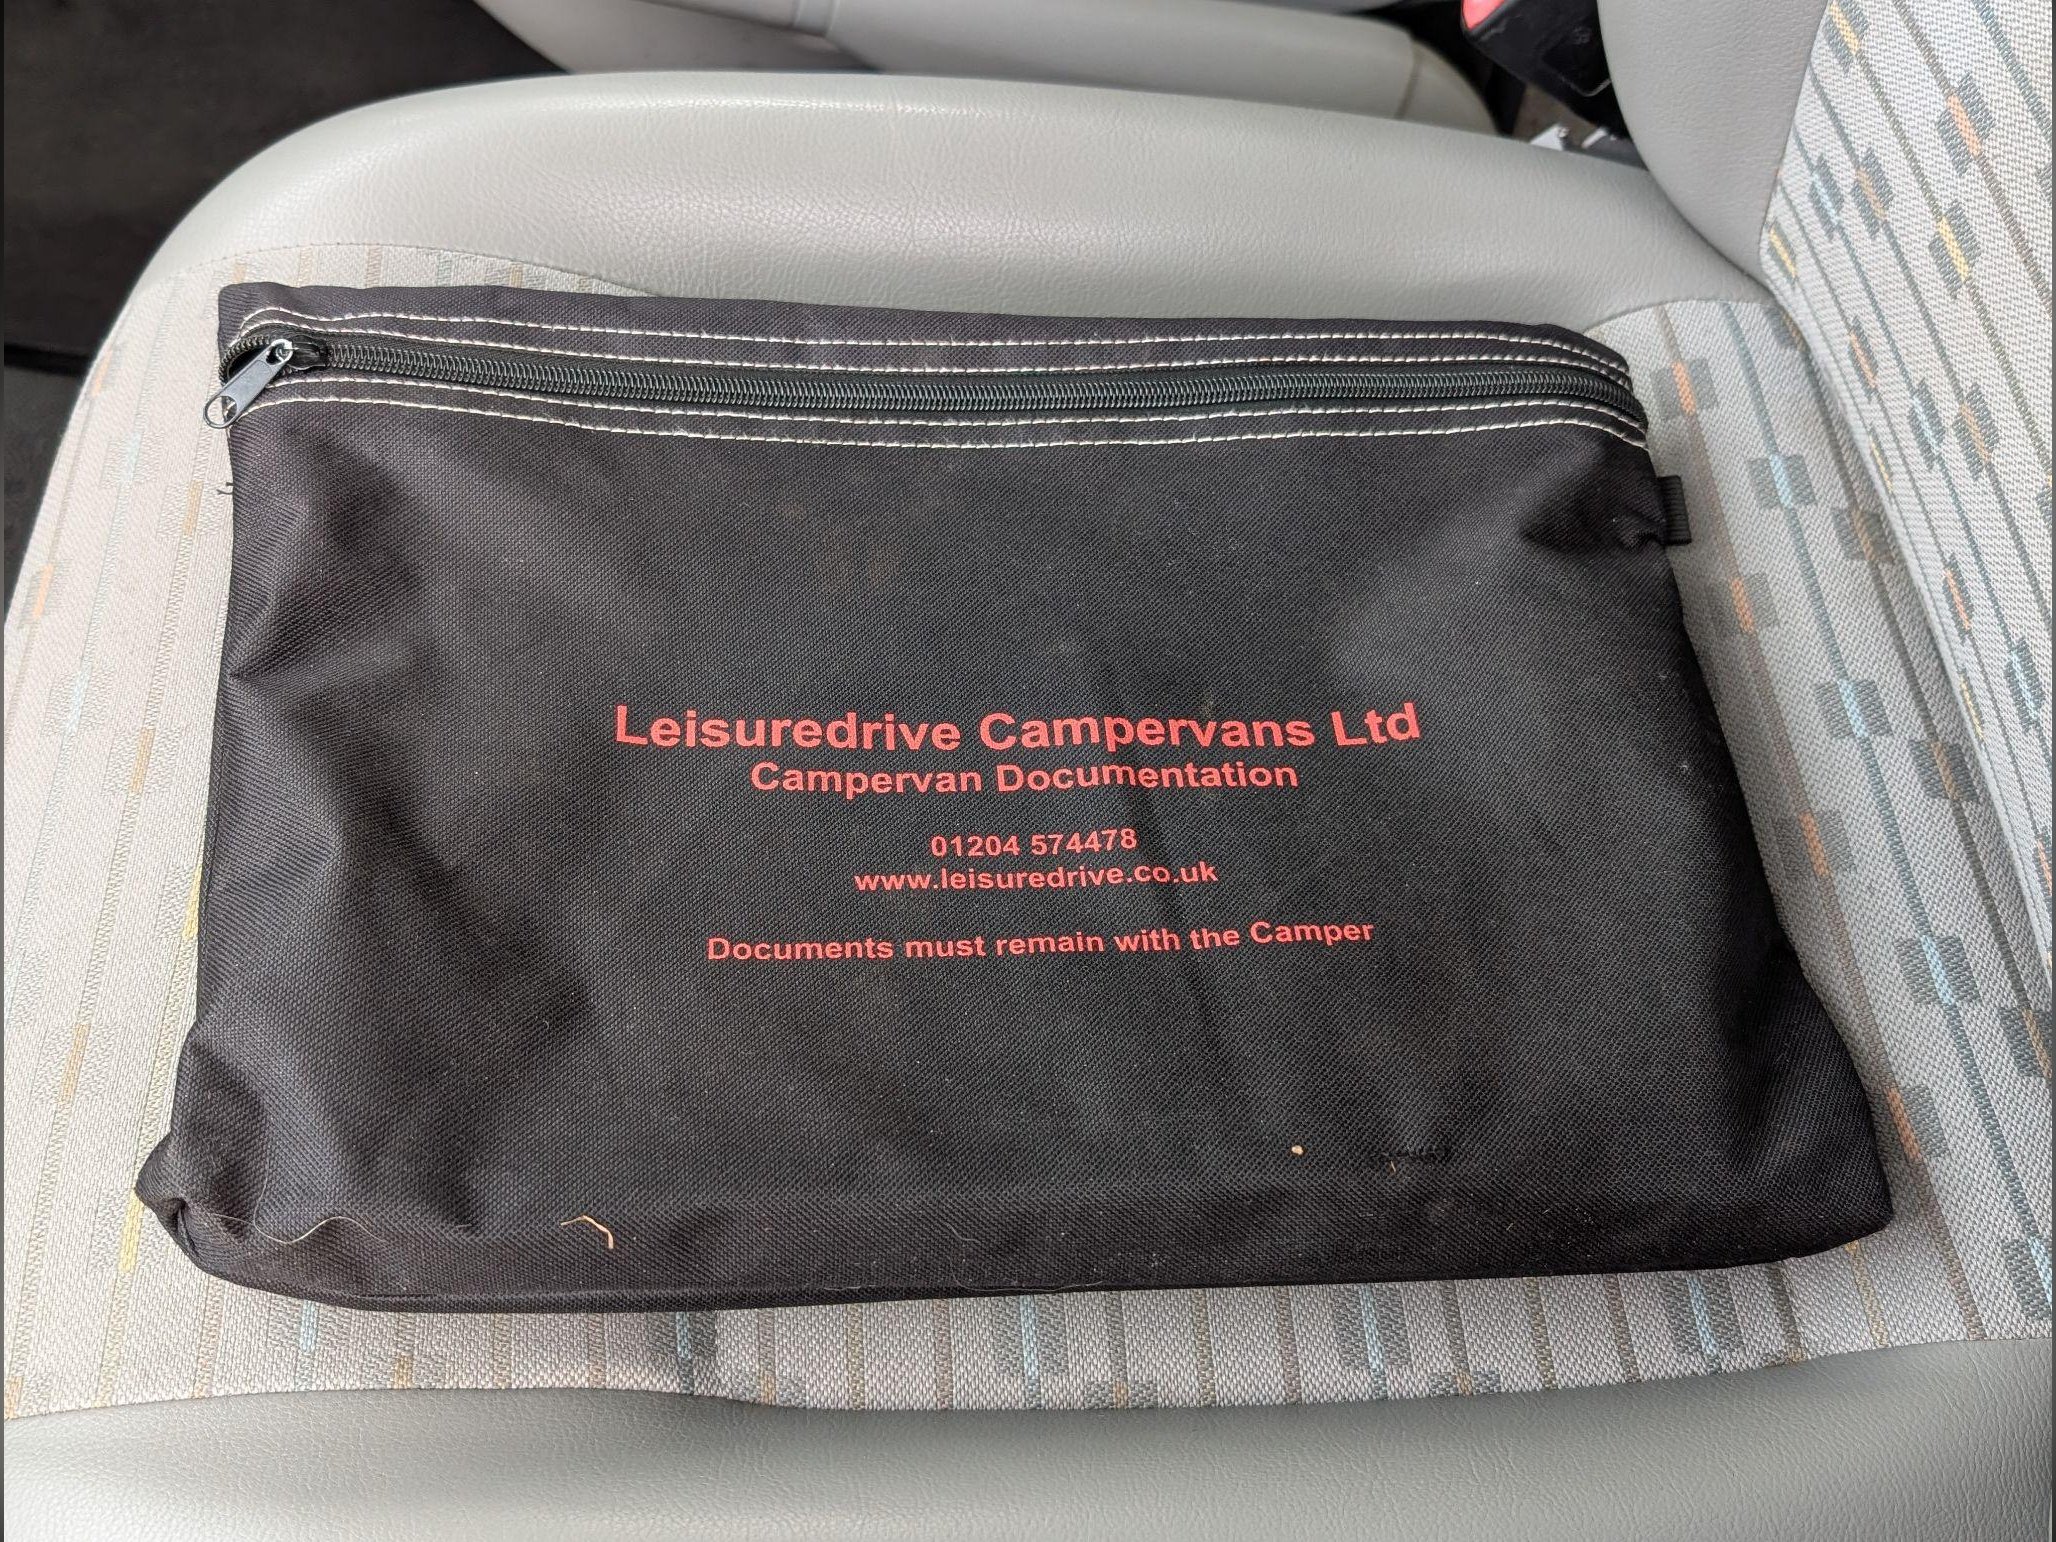 Leisuredrive Campervans Ltd
Campervan Documentation
01204 574478
www.leisuredrive.co.uk
Documents must remain with the Camper